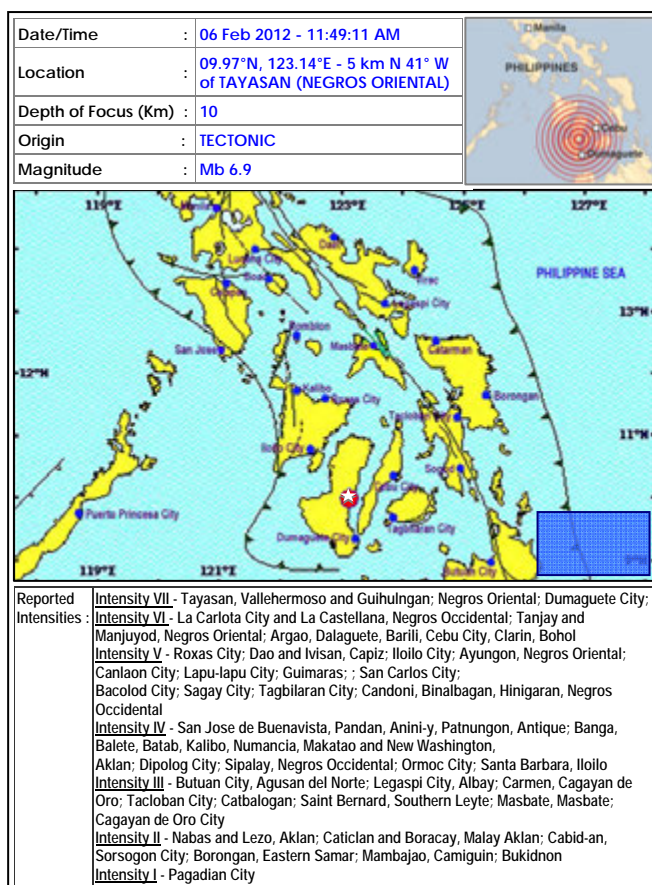 Date/Time : 06 Feb 2012 - 11:49:11 AM
Location : 09.97°N, 123.14°E - 5 km N 41° W
of TAYASAN (NEGROS ORIENTAL)
Depth of Focus (Km) : 10
Origin : TECTONIC
Magnitude : Mb 6.9
Manila
PHILIPPINES
Cebu
Dumaguete
119°E
123°E
125°E
127°E
Manila
Daet
Lucena City
Boac
Virac
PHILIPPINE SEA
Calapan
Legaspi City
13°N
Romblon
San Jose
Masbate
Catarman
12°N
Kalibo
Roxas City
Borongan
Tacloban City
11°N
Iloilo City
Sogod
Cebu City
Puerto Princesa City
Tagbilaran City
Dumaguete City
Butuan City
119°E
121°E
Reported
Intensities :
Intensity VII - Tayasan, Vallehermoso and Guihulngan; Negros Oriental; Dumaguete City;
Intensity VI - La Carlota City and La Castellana, Negros Occidental; Tanjay and
Manjuyod, Negros Oriental; Argao, Dalaguete, Barili, Cebu City, Clarin, Bohol
Intensity V - Roxas City; Dao and Ivisan, Capiz; Iloilo City; Ayungon, Negros Oriental;
Canlaon City; Lapu-lapu City; Guimaras; ; San Carlos City;
Bacolod City; Sagay City; Tagbilaran City; Candoni, Binalbagan, Hinigaran, Negros
Occidental
Intensity IV - San Jose de Buenavista, Pandan, Anini-y, Patnungon, Antique; Banga,
Balete, Batab, Kalibo, Numancia, Makatao and New Washington,
Aklan; Dipolog City; Sipalay, Negros Occidental; Ormoc City; Santa Barbara, Iloilo
Intensity III - Butuan City, Agusan del Norte; Legaspi City, Albay; Carmen, Cagayan de
Oro; Tacloban City; Catbalogan; Saint Bernard, Southern Leyte; Masbate, Masbate;
Cagayan de Oro City
Intensity II - Nabas and Lezo, Aklan; Caticlan and Boracay, Malay Aklan; Cabid-an,
Sorsogon City; Borongan, Eastern Samar; Mambajao, Camiguin; Bukidnon
Intensity I - Pagadian City